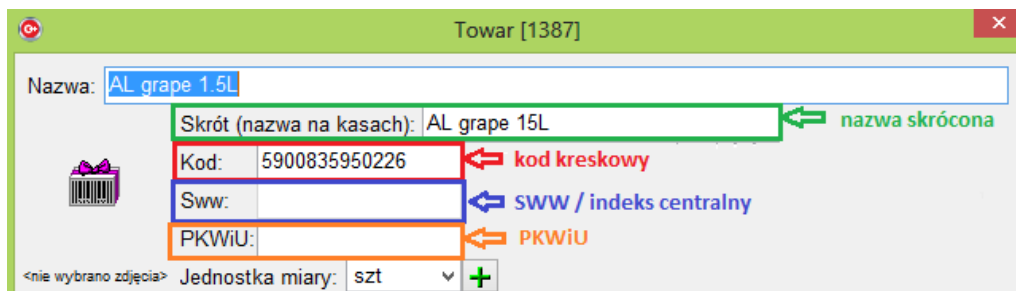 Towar [1387]
Nazwa: AL grape 1.5L
Skrót (nazwa na kasach): AL grape 15L nazwa skrócona
Kod: 5900835950226 kod kreskowy
Sww: SWW / indeks centralny
PKWiU: PKWiU
<nie wybrano zdjęcia> Jednostka miary: szt